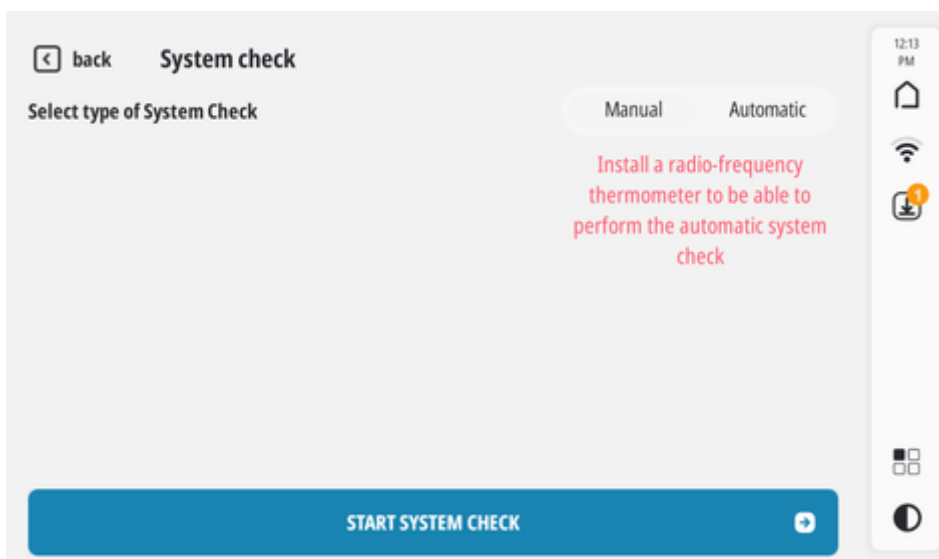 back System check
12:13
PM
Select type of System Check
Manual Automatic
Install a radio-frequency
thermometer to be able to
perform the automatic system
check
1
START SYSTEM CHECK